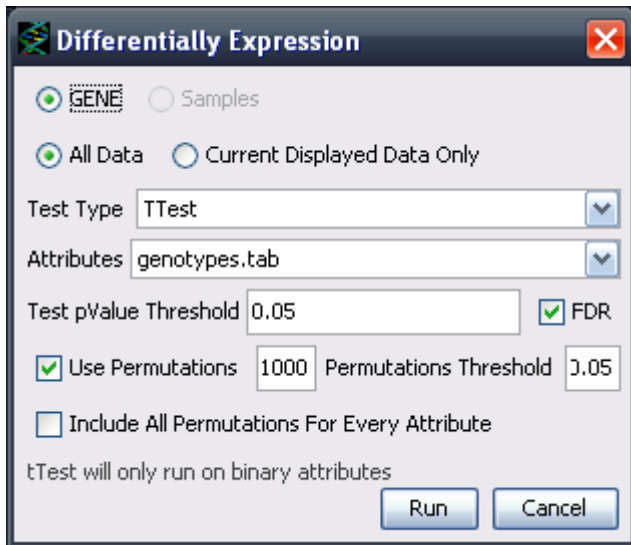 Differentially Expression
GENE Samples
All Data Current Displayed Data Only
Test Type TTest
Attributes genotypes.tab
Test pValue Threshold 0.05 FDR
Use Permutations 1000 Permutations Threshold 0.05
Include All Permutations For Every Attribute
tTest will only run on binary attributes
Run Cancel